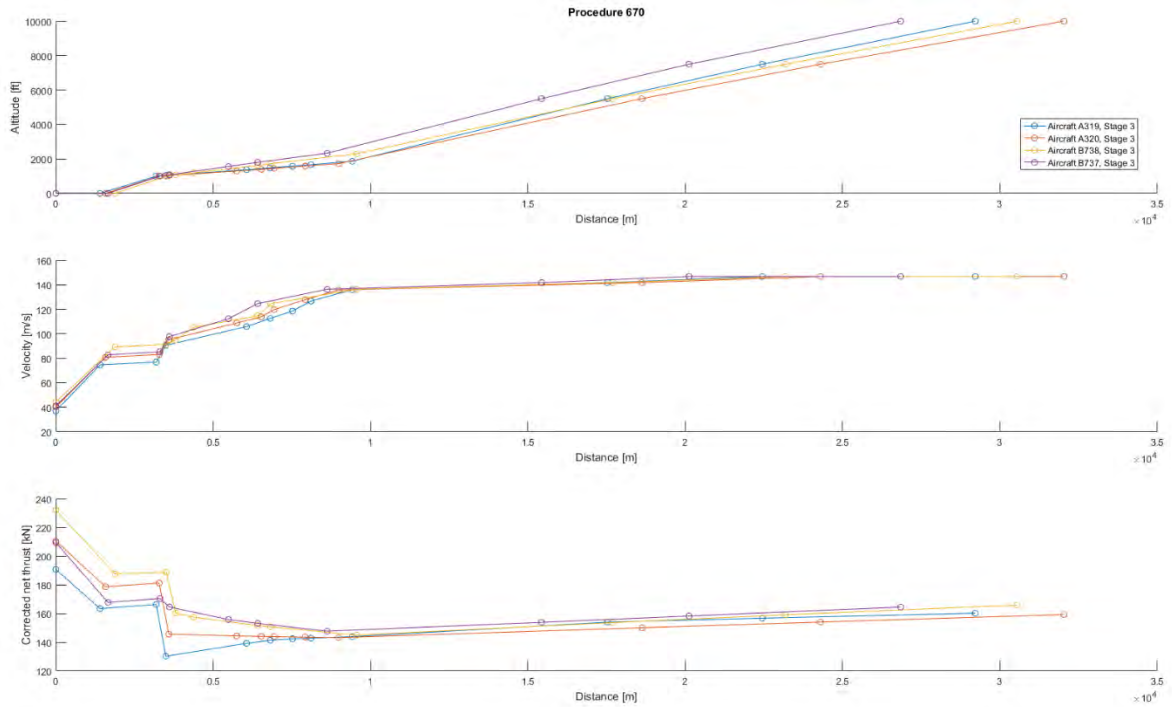 Procedure 670
10000
8000
6000
4000
2000
0
Altitude [ft]
Aircraft A319, Stage 3
Aircraft A320, Stage 3
Aircraft B738, Stage 3
Aircraft B737, Stage 3
0 0.5 1 1.5 2 2.5 3 3.5
Distance [m]
×10⁴
160
140
120
100
80
60
40
20
Velocity [m/s]
0 0.5 1 1.5 2 2.5 3 3.5
Distance [m]
×10⁴
240
220
200
180
160
140
120
Corrected net thrust [kN]
0 0.5 1 1.5 2 2.5 3 3.5
Distance [m]
×10⁴